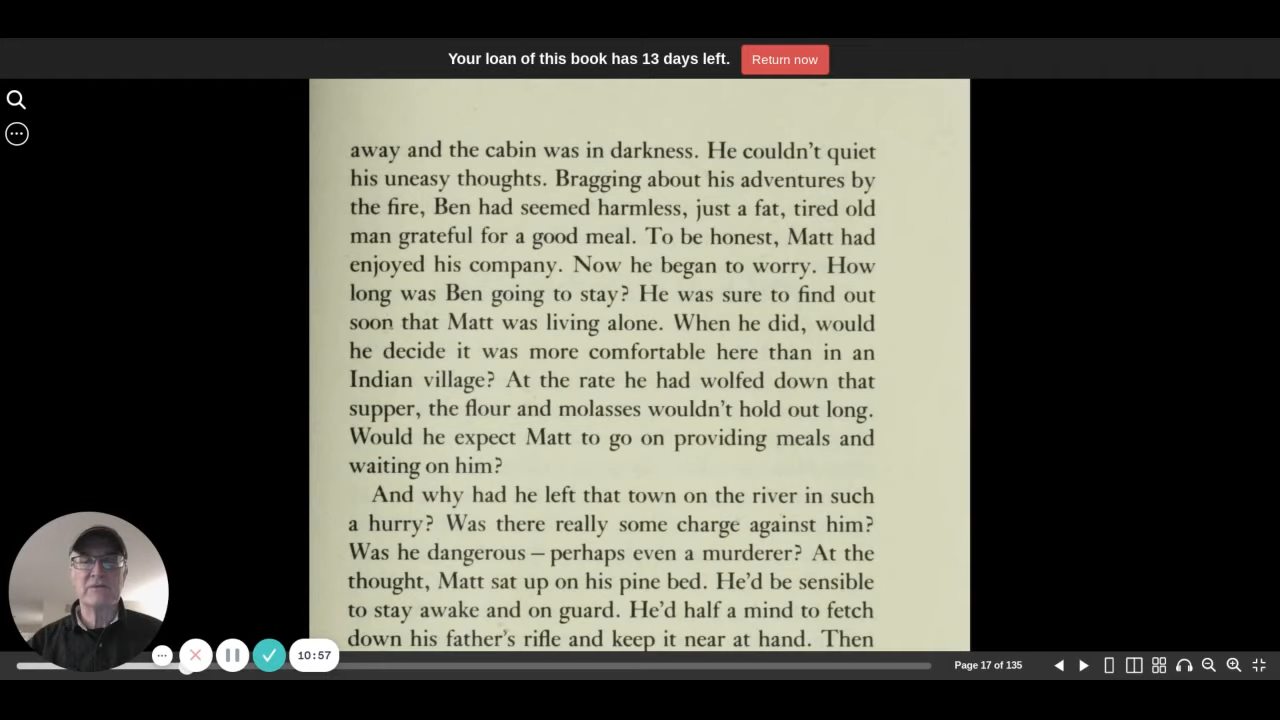 Your loan of this book has 13 days left. Return now
away and the cabin was in darkness. He couldn't quiet
his uneasy thoughts. Bragging about his adventures by
the fire, Ben had seemed harmless, just a fat, tired old
man grateful for a good meal. To be honest, Matt had
enjoyed his company. Now he began to worry. How
long was Ben going to stay? He was sure to find out
soon that Matt was living alone. When he did, would
he decide it was more comfortable here than in an
Indian village? At the rate he had wolfed down that
supper, the flour and molasses wouldn't hold out long.
Would he expect Matt to go on providing meals and
waiting on him?
And why had he left that town on the river in such
a hurry? Was there really some charge against him?
Was he dangerous – perhaps even a murderer? At the
thought, Matt sat up on his pine bed. He'd be sensible
to stay awake and on guard. He'd half a mind to fetch
down his father's rifle and keep it near at hand. Then
10:57
Page 17 of 135